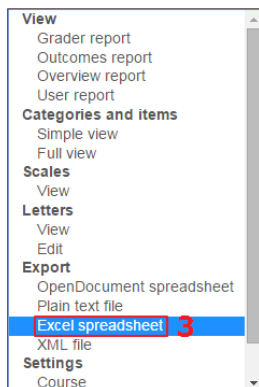 View
Grader report
Outcomes report
Overview report
User report
Categories and items
Simple view
Full view
Scales
View
Letters
View
Edit
Export
OpenDocument spreadsheet
Plain text file
Excel spreadsheet 3
XML file
Settings
Course